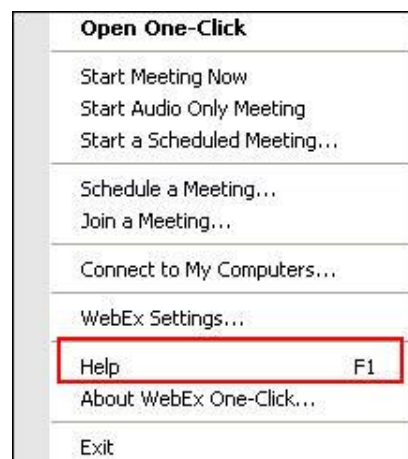 Open One-Click
Start Meeting Now
Start Audio Only Meeting
Start a Scheduled Meeting...
Schedule a Meeting...
Join a Meeting...
Connect to My Computers...
WebEx Settings...
Help F1
About WebEx One-Click...
Exit